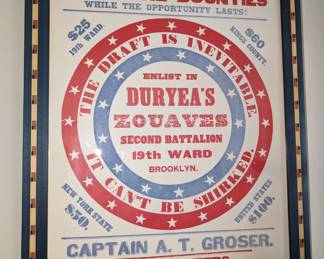 BOUNTIES
WHILE THE OPPORTUNITY LASTS!
$25
19th WARD.
$60
KINGS COUNTY.
THE DRAFT IS INEVITABLE
IT CAN'T BE SHIRKED.
ENLIST IN
DURYEA'S
ZOUAVES
SECOND BATTALION
19th WARD
BROOKLYN.
NEW YORK STATE
$50.
UNITED STATES
$100.
CAPTAIN A. T. GROSER.